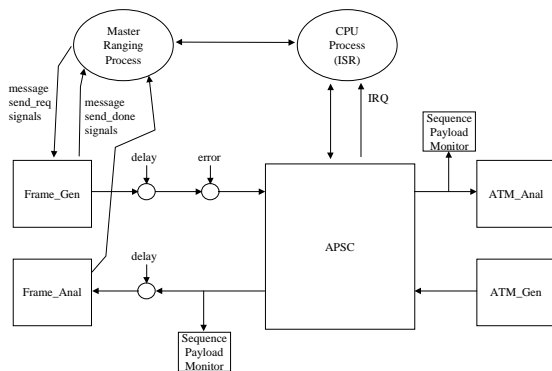 Master
Ranging
Process
CPU
Process
(ISR)
message
send_req
signals
message
send_done
signals
IRQ
Sequence
Payload
Monitor
delay
error
Frame_Gen
APSC
ATM_Anal
delay
Frame_Anal
ATM_Gen
Sequence
Payload
Monitor